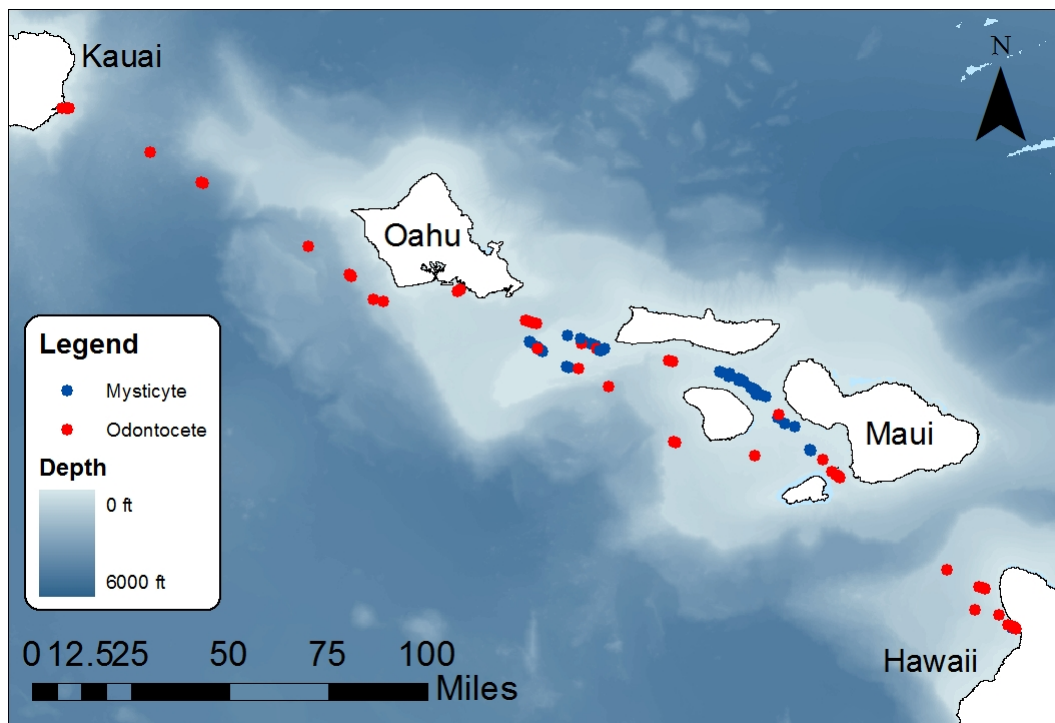 Kauai
N
Oahu
Maui
Hawaii
Legend
Mysticyte
Odontocete
Depth
0 ft
6000 ft
0 12.5 25 50 75 100
Miles